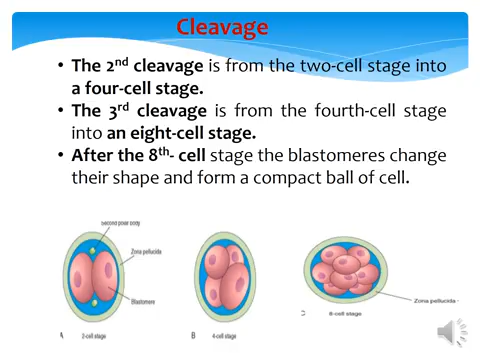 Cleavage
• The 2nd cleavage is from the two-cell stage into
a four-cell stage.
• The 3rd cleavage is from the fourth-cell stage
into an eight-cell stage.
• After the 8th- cell stage the blastomeres change
their shape and form a compact ball of cell.
Second polar body
Zona pellucida
Blastomere
A 2-cell stage
B 4-cell stage
Zona pellucida
C 8-cell stage